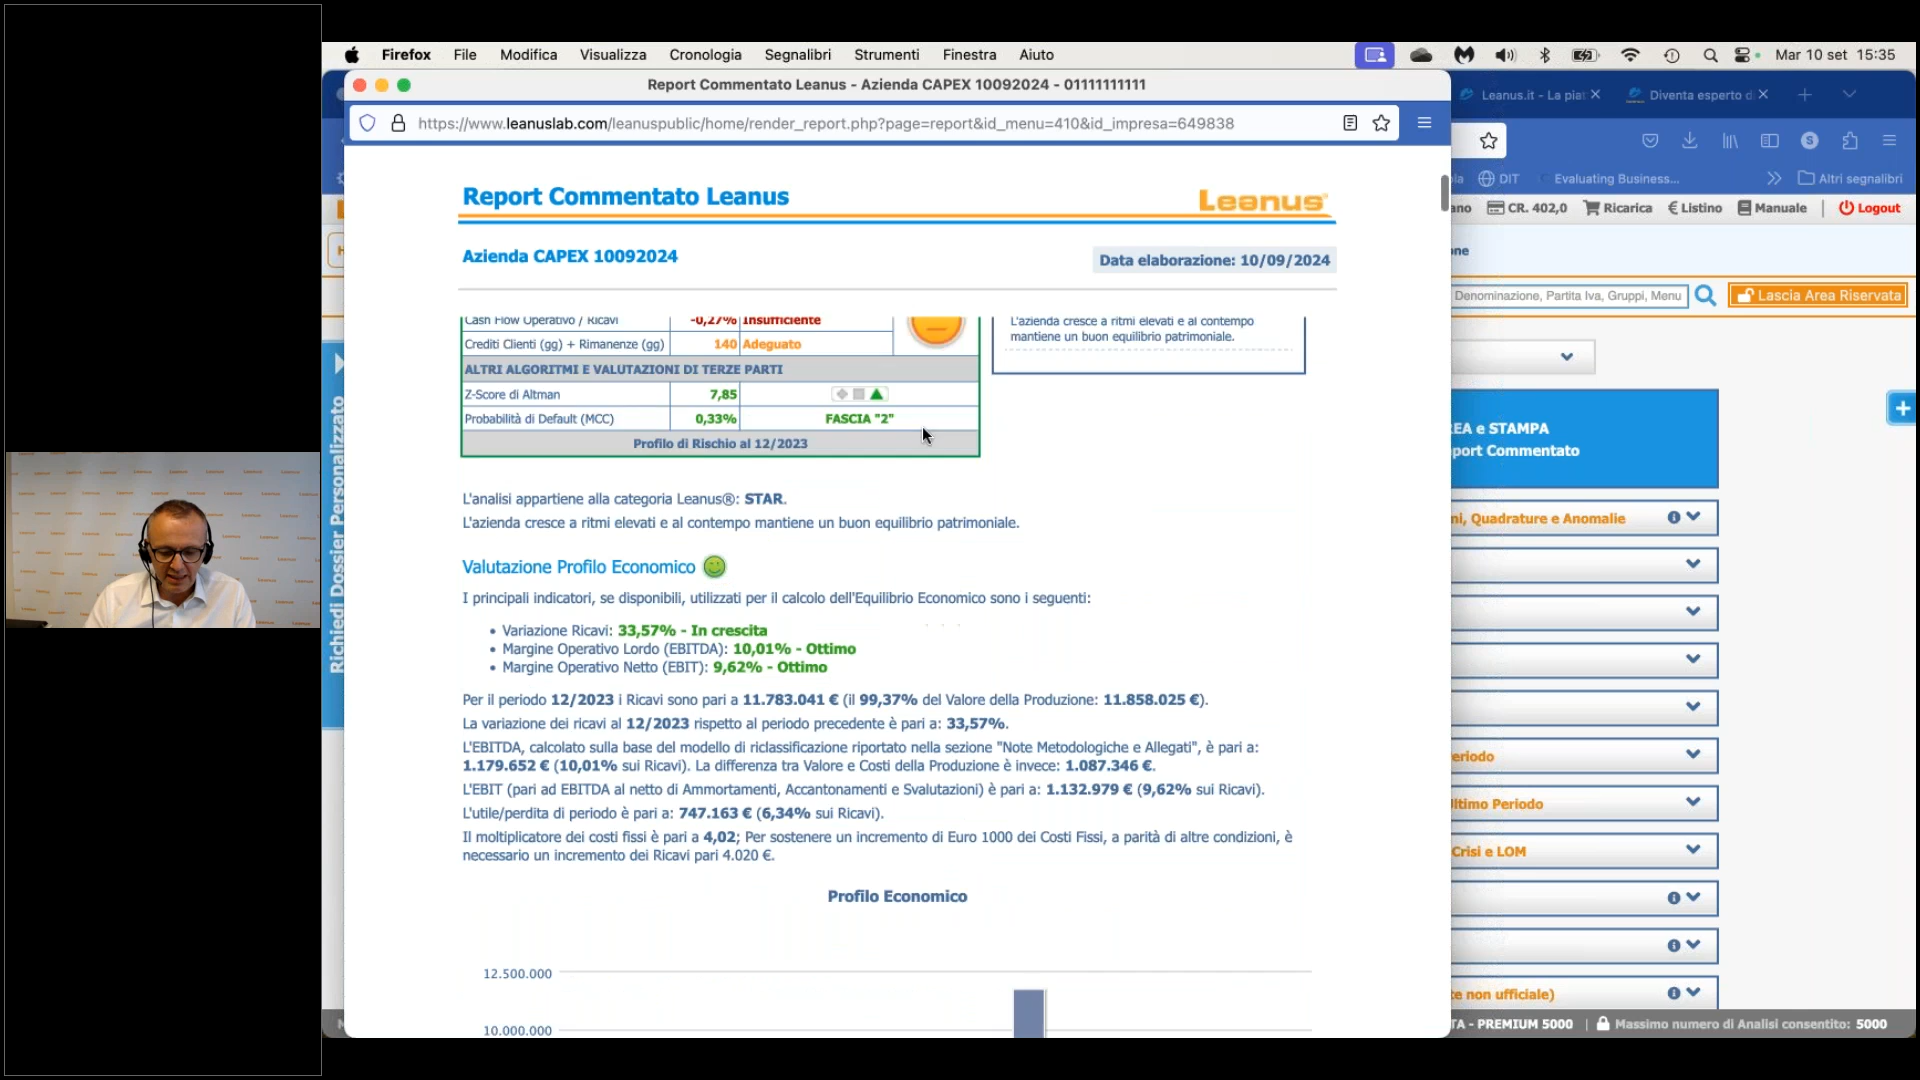 Firefox File Modifica Visualizza Cronologia Segnalibri Strumenti Finestra Aiuto Mar 10 set 15:35
Report Commentato Leanus - Azienda CAPEX 10092024 - 01111111111
Leanus.it - La pia Diventa esperto d
https://www.leanuslab.com/leanuspublic/home/render_report.php?page=report&id_menu=410&id_impresa=649838
DIT Evaluating Business... Altri segnalibri
ano CR. 402,0 Ricarica € Listino Manuale | Logout
Report Commentato Leanus
Leanus
one
Azienda CAPEX 10092024
Data elaborazione: 10/09/2024
Denominazione, Partita Iva, Gruppi, Menu
Lascia Area Riservata
Cash Flow Operativo / Ricavi -0,27% Insufficiente
Crediti Clienti (gg) + Rimanenze (gg) 140 Adeguato
ALTRI ALGORITMI E VALUTAZIONI DI TERZE PARTI
Z-Score di Altman 7,85
Probabilità di Default (MCC) 0,33% FASCIA "2"
Profilo di Rischio al 12/2023
L'azienda cresce a ritmi elevati e al contempo
mantiene un buon equilibrio patrimoniale.
L'analisi appartiene alla categoria Leanus®: STAR.
L'azienda cresce a ritmi elevati e al contempo mantiene un buon equilibrio patrimoniale.
Valutazione Profilo Economico
I principali indicatori, se disponibili, utilizzati per il calcolo dell'Equilibrio Economico sono i seguenti:
• Variazione Ricavi: 33,57% - In crescita
• Margine Operativo Lordo (EBITDA): 10,01% - Ottimo
• Margine Operativo Netto (EBIT): 9,62% - Ottimo
Per il periodo 12/2023 i Ricavi sono pari a 11.783.041 € (il 99,37% del Valore della Produzione: 11.858.025 €).
La variazione dei ricavi al 12/2023 rispetto al periodo precedente è pari a: 33,57%.
L'EBITDA, calcolato sulla base del modello di riclassificazione riportato nella sezione "Note Metodologiche e Allegati", è pari a:
1.179.652 € (10,01% sui Ricavi). La differenza tra Valore e Costi della Produzione è invece: 1.087.346 €.
L'EBIT (pari ad EBITDA al netto di Ammortamenti, Accantonamenti e Svalutazioni) è pari a: 1.132.979 € (9,62% sui Ricavi).
L'utile/perdita di periodo è pari a: 747.163 € (6,34% sui Ricavi).
Il moltiplicatore dei costi fissi è pari a 4,02; Per sostenere un incremento di Euro 1000 dei Costi Fissi, a parità di altre condizioni, è
necessario un incremento dei Ricavi pari 4.020 €.
Profilo Economico
12.500.000
10.000.000
Richiedi Dossier Personalizzato
EA e STAMPA
port Commentato
ni, Quadrature e Anomalie
eriodo
ltimo Periodo
Crisi e LOM
te non ufficiale)
TA - PREMIUM 5000 | Massimo numero di Analisi consentito: 5000